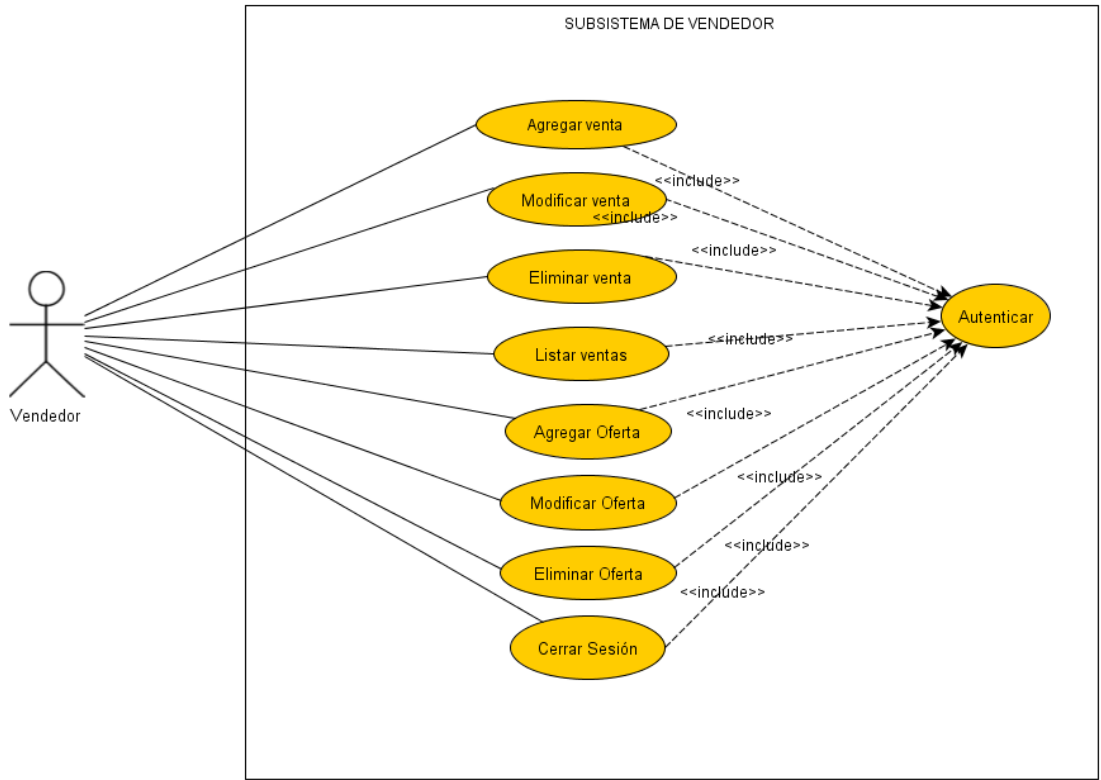 SUBSISTEMA DE VENDEDOR
Agregar venta
<<include>>
Modificar venta
<<include>>
<<include>>
Eliminar venta
Autenticar
<<include>>
Listar ventas
Vendedor
<<include>>
Agregar Oferta
<<include>>
Modificar Oferta
<<include>>
Eliminar Oferta
<<include>>
Cerrar Sesión